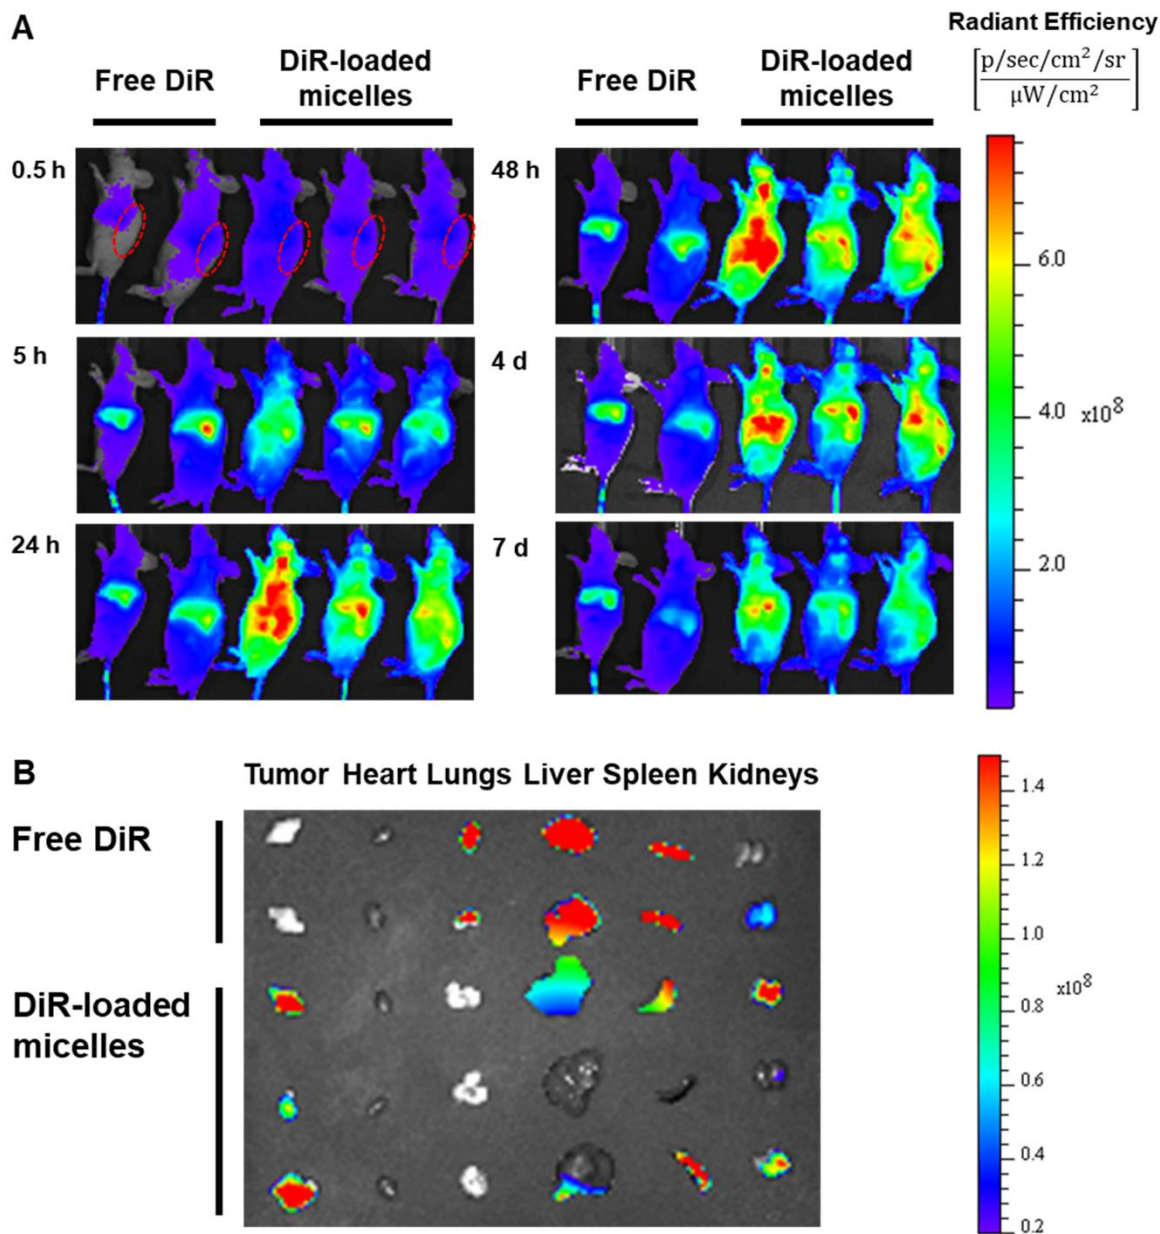 A
Free DiR
DiR-loaded
micelles
Free DiR
DiR-loaded
micelles
Radiant Efficiency
[p/sec/cm²/sr
µW/cm²]
0.5 h
48 h
5 h
4 d
24 h
7 d
6.0
4.0
x10⁸
2.0
B
Tumor Heart Lungs Liver Spleen Kidneys
Free DiR
DiR-loaded
micelles
1.4
1.2
1.0
x10⁸
0.8
0.6
0.4
0.2